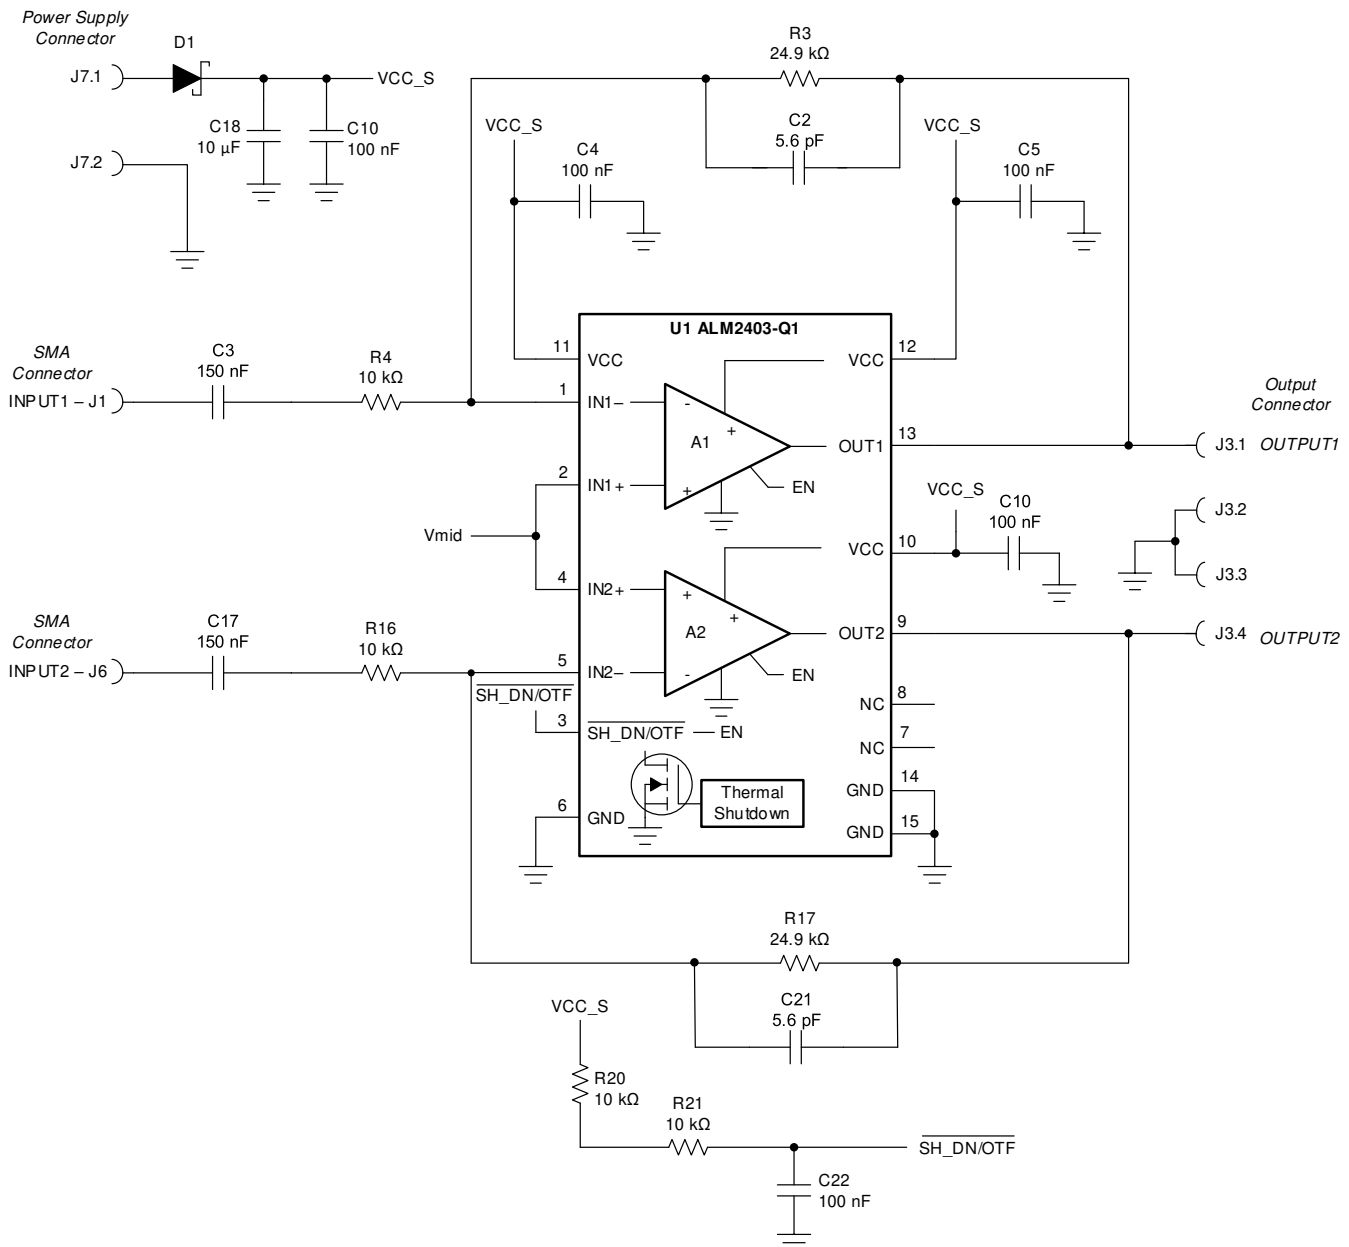 Power Supply
Connector
D1
J7.1
VCC_S
C18
10 µF
C10
100 nF
J7.2
R3
24.9 kΩ
C2
5.6 pF
VCC_S
C4
100 nF
VCC_S
C5
100 nF
U1 ALM2403-Q1
SMA
Connector
INPUT1 – J1
C3
150 nF
R4
10 kΩ
11
VCC
VCC
12
1
IN1–
-
+
A1
+
EN
OUT1
13
Output
Connector
J3.1
OUTPUT1
2
IN1+
Vmid
VCC_S
C10
100 nF
J3.2
VCC
10
J3.3
4
IN2+
+
+
A2
-
EN
OUT2
9
J3.4
OUTPUT2
SMA
Connector
INPUT2 – J6
C17
150 nF
R16
10 kΩ
5
IN2–
SH_DN/OTF
3
SH_DN/OTF
EN
NC
8
NC
7
Thermal
Shutdown
GND
14
6
GND
GND
15
R17
24.9 kΩ
C21
5.6 pF
VCC_S
R20
10 kΩ
R21
10 kΩ
SH_DN/OTF
C22
100 nF